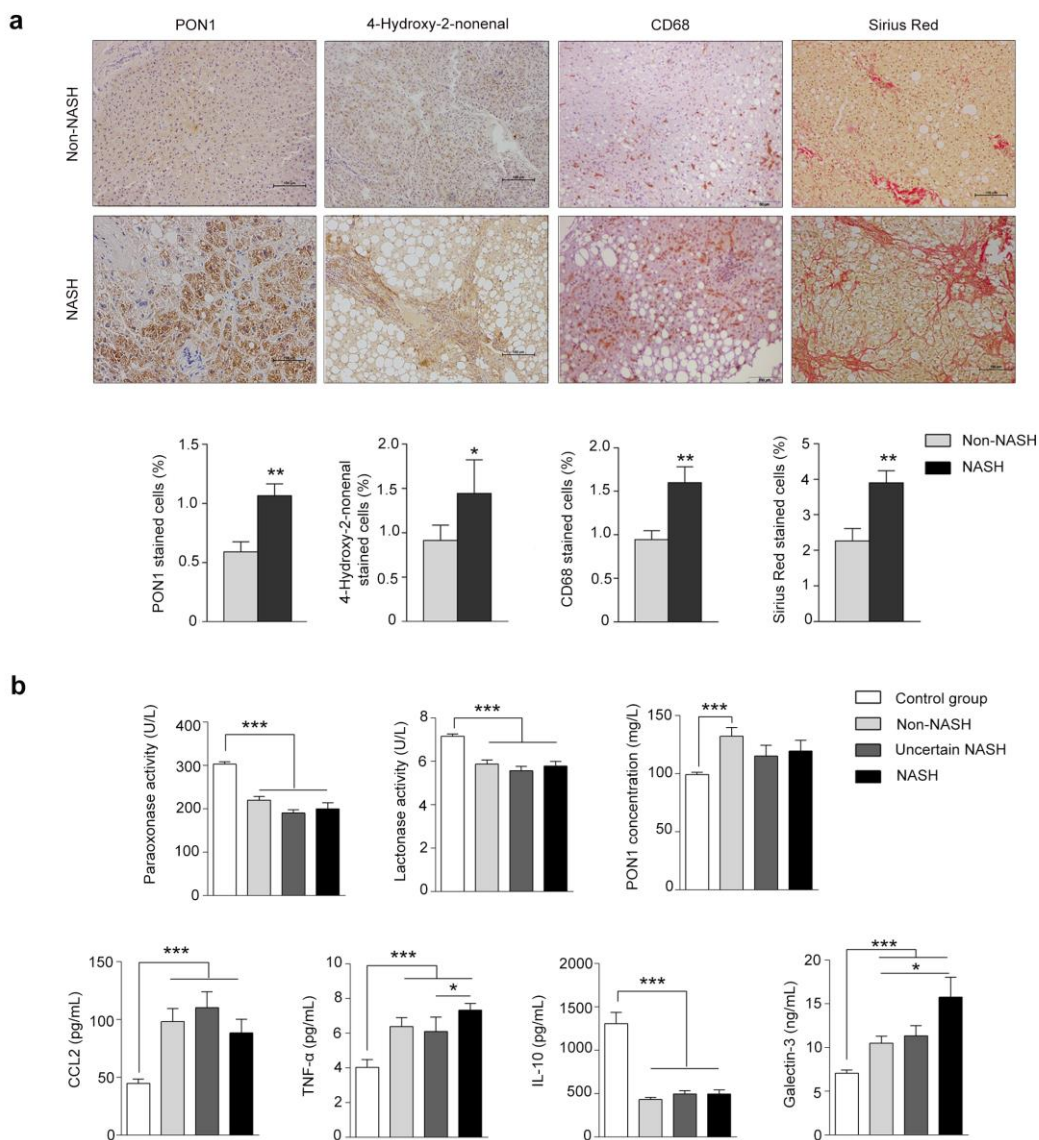 a
PON1 4-Hydroxy-2-nonenal CD68 Sirius Red
Non-NASH
NASH
PON1 stained cells (%)
1.5
1.0
0.5
0
**
4-Hydroxy-2-nonenal
stained cells (%)
2.0
1.5
1.0
0.5
0
*
CD68 stained cells (%)
2.0
1.5
1.0
0.5
0
**
Sirius Red stained cells (%)
5
4
3
2
1
0
**
Non-NASH
NASH
b
Paraoxonase activity (U/L)
400
300
200
100
0
***
Lactonase activity (U/L)
8
6
4
2
0
***
PON1 concentration (mg/L)
150
100
50
0
***
Control group
Non-NASH
Uncertain NASH
NASH
CCL2 (pg/mL)
150
100
50
0
***
TNF-α (pg/mL)
8
6
4
2
0
***
*
IL-10 (pg/mL)
2000
1500
1000
500
0
***
Galectin-3 (ng/mL)
20
15
10
5
0
***
*